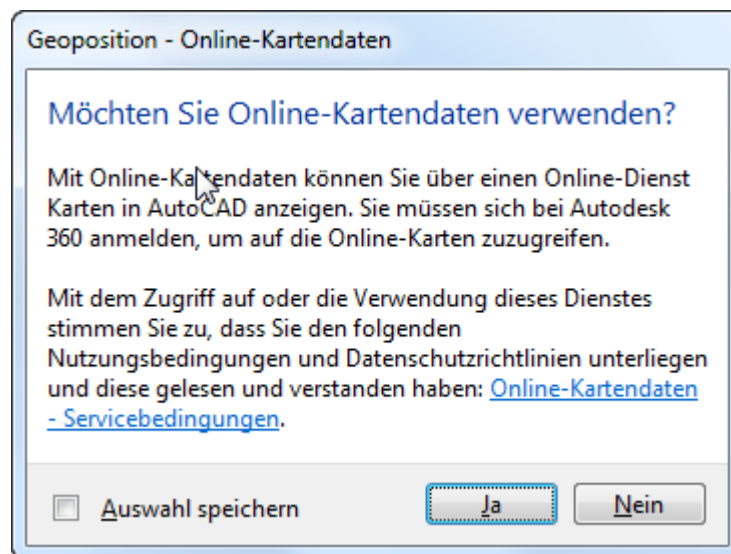 Geoposition - Online-Kartendaten
Möchten Sie Online-Kartendaten verwenden?
Mit Online-Kartendaten können Sie über einen Online-Dienst
Karten in AutoCAD anzeigen. Sie müssen sich bei Autodesk
360 anmelden, um auf die Online-Karten zuzugreifen.
Mit dem Zugriff auf oder die Verwendung dieses Dienstes
stimmen Sie zu, dass Sie den folgenden
Nutzungsbedingungen und Datenschutzrichtlinien unterliegen
und diese gelesen und verstanden haben: Online-Kartendaten
- Servicebedingungen.
Auswahl speichern
Ja
Nein